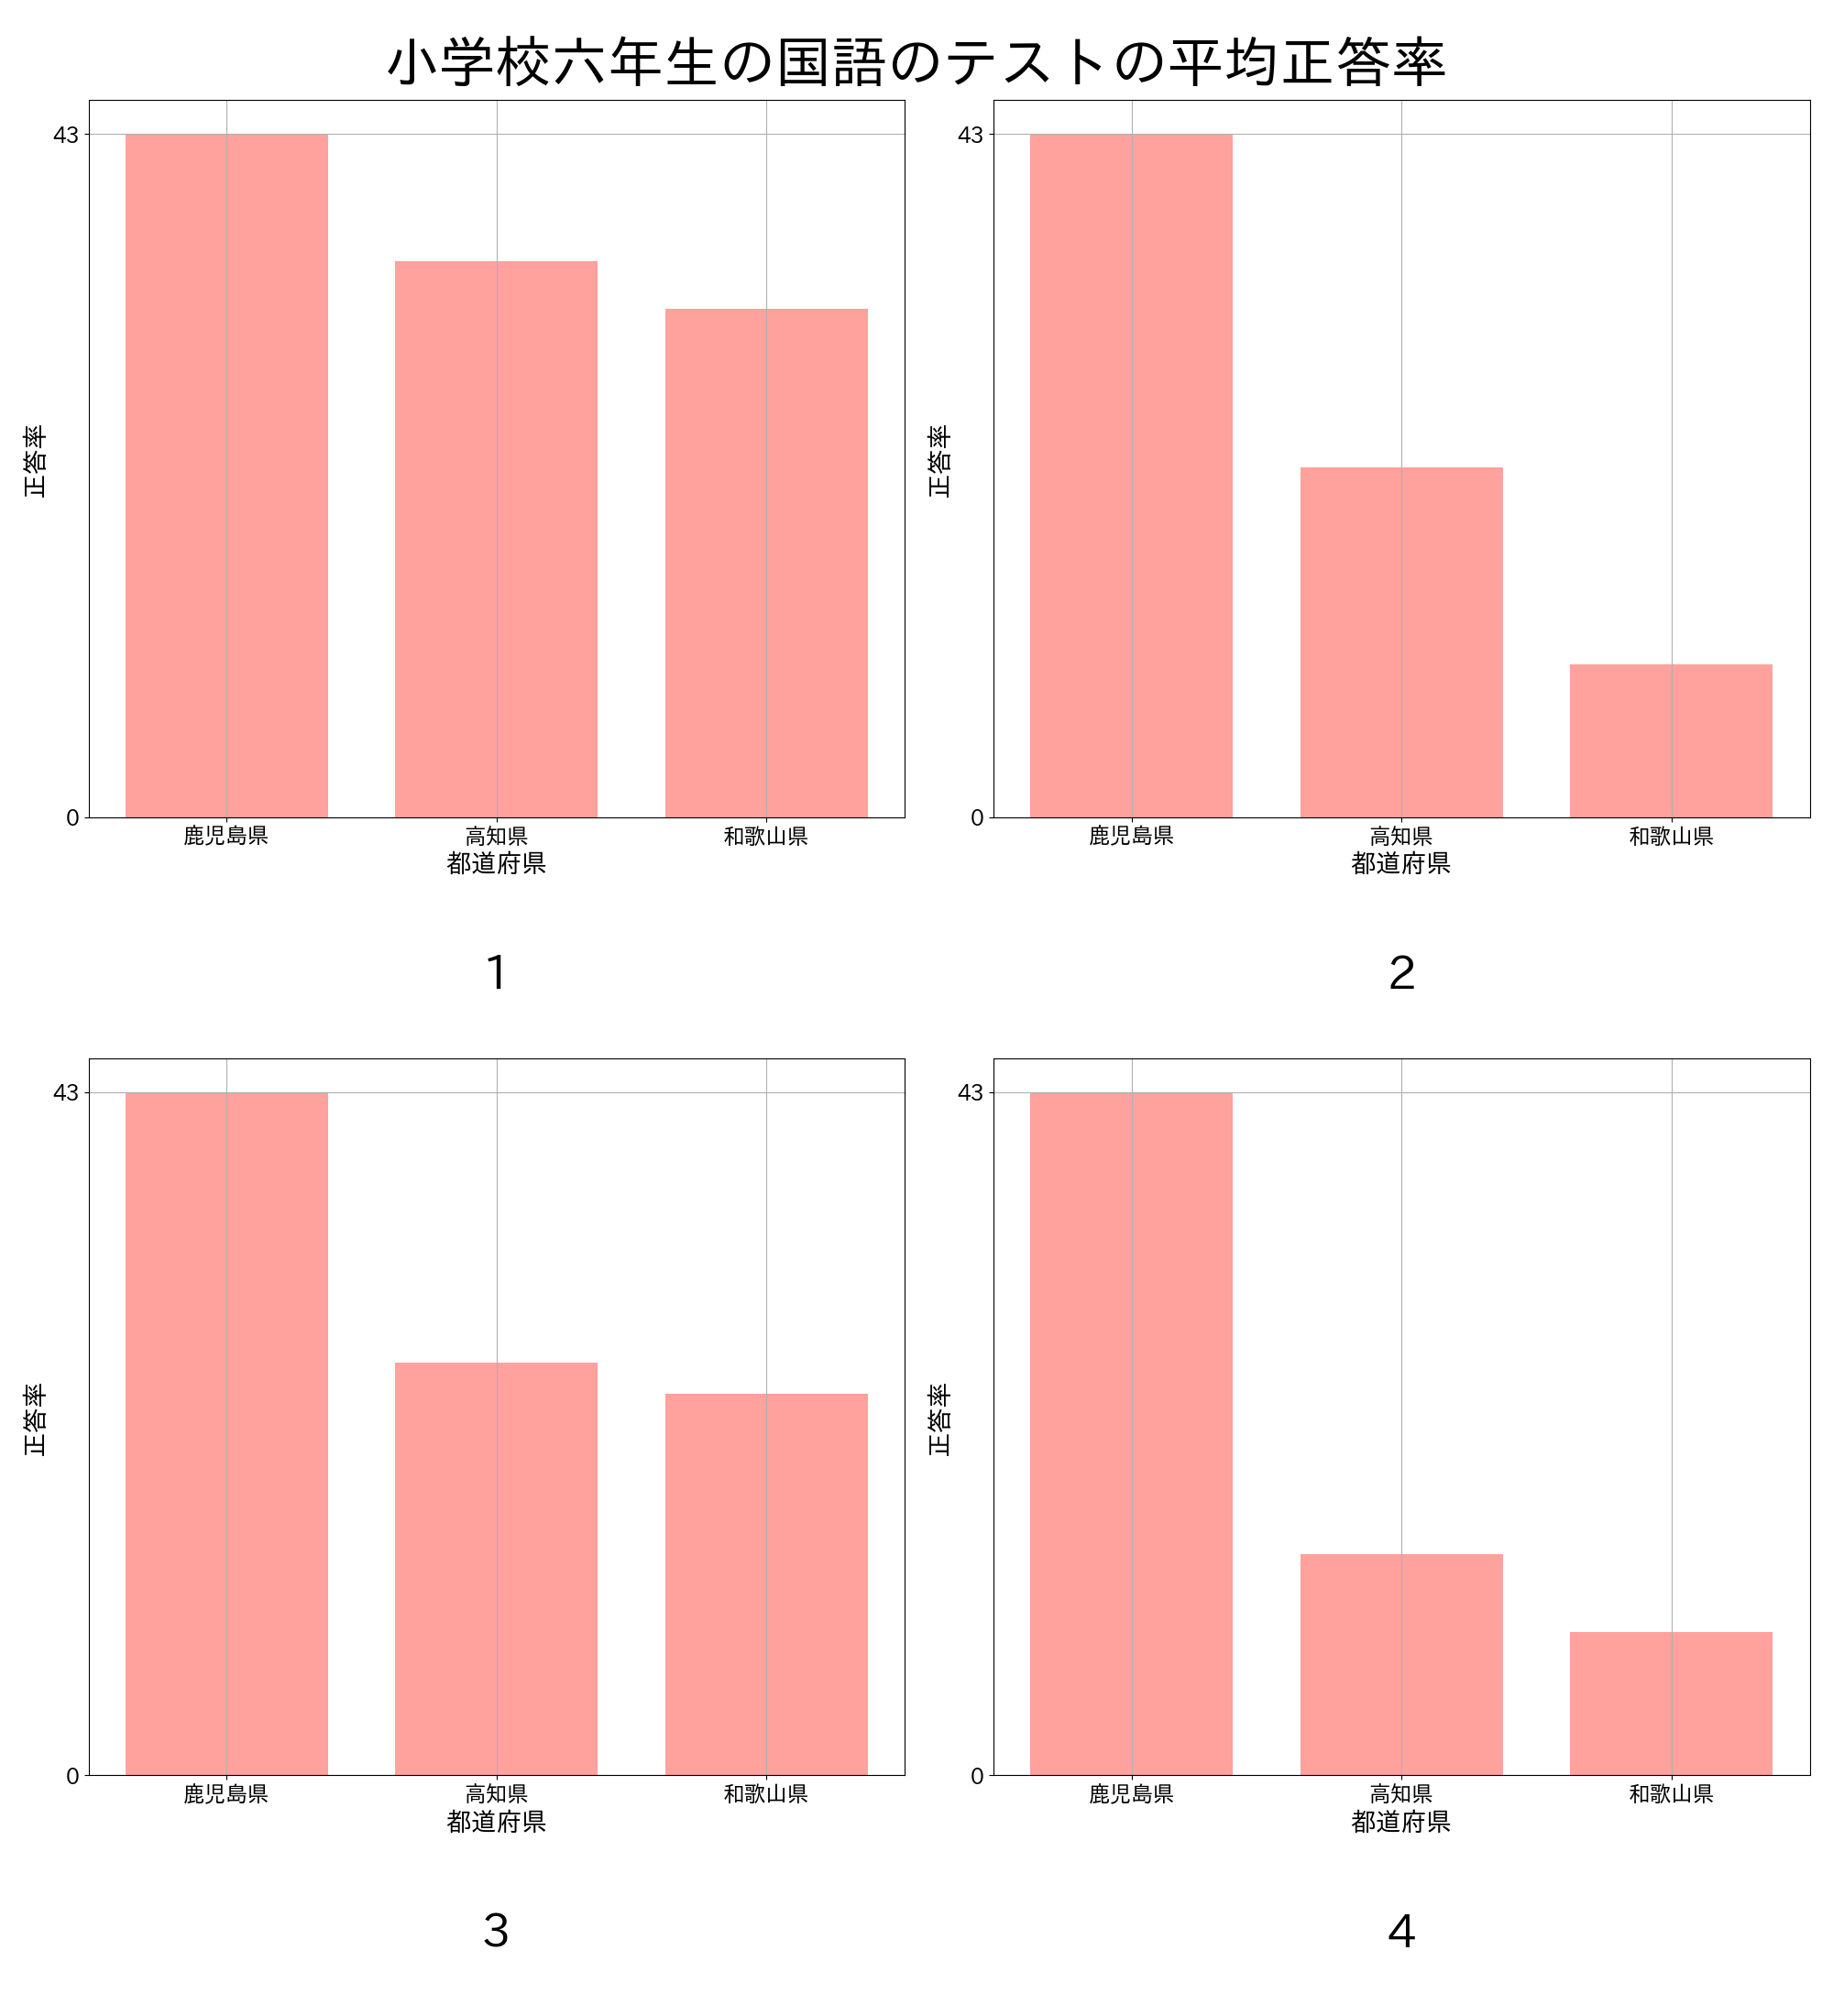 小学校六年生の国語のテストの平均正答率
43
0
正答率
鹿児島県 高知県 和歌山県
都道府県
1
43
0
正答率
鹿児島県 高知県 和歌山県
都道府県
2
43
0
正答率
鹿児島県 高知県 和歌山県
都道府県
3
43
0
正答率
鹿児島県 高知県 和歌山県
都道府県
4